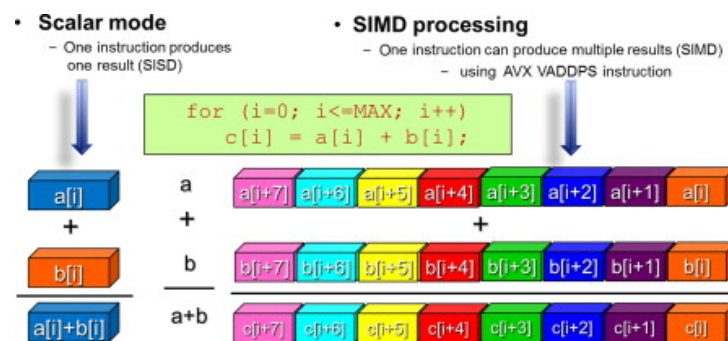 • Scalar mode
– One instruction produces
one result (SISD)
• SIMD processing
– One instruction can produce multiple results (SIMD)
– using AVX VADDPS instruction
for (i=0; i<=MAX; i++)
c[i] = a[i] + b[i];
a[i]
+
b[i]
a[i]+b[i]
a
+
b
a+b
a[i+7] a[i+6] a[i+5] a[i+4] a[i+3] a[i+2] a[i+1] a[i]
+
b[i+7] b[i+6] b[i+5] b[i+4] b[i+3] b[i+2] b[i+1] b[i]
c[i+7] c[i+6] c[i+5] c[i+4] c[i+3] c[i+2] c[i+1] c[i]